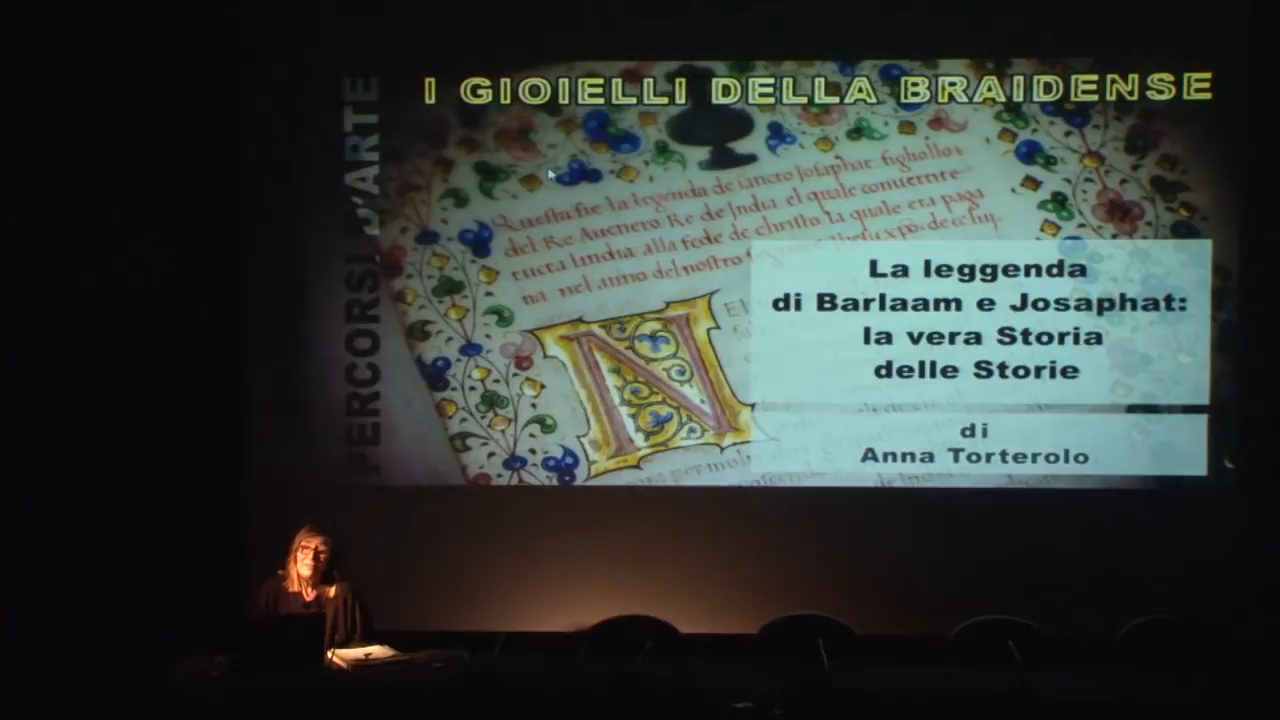 I GIOIELLI DELLA BRAIDENSE
PERCORSI D'ARTE
Questa sie la legenda de sancto Josaphat figliolo
del Re Auenero Re de India el quale conuertite
tucta lindia alla fede de christo la quale era paga
na nel anno del nostro
La leggenda
di Barlaam e Josaphat:
la vera Storia
delle Storie
N
di
Anna Torterolo